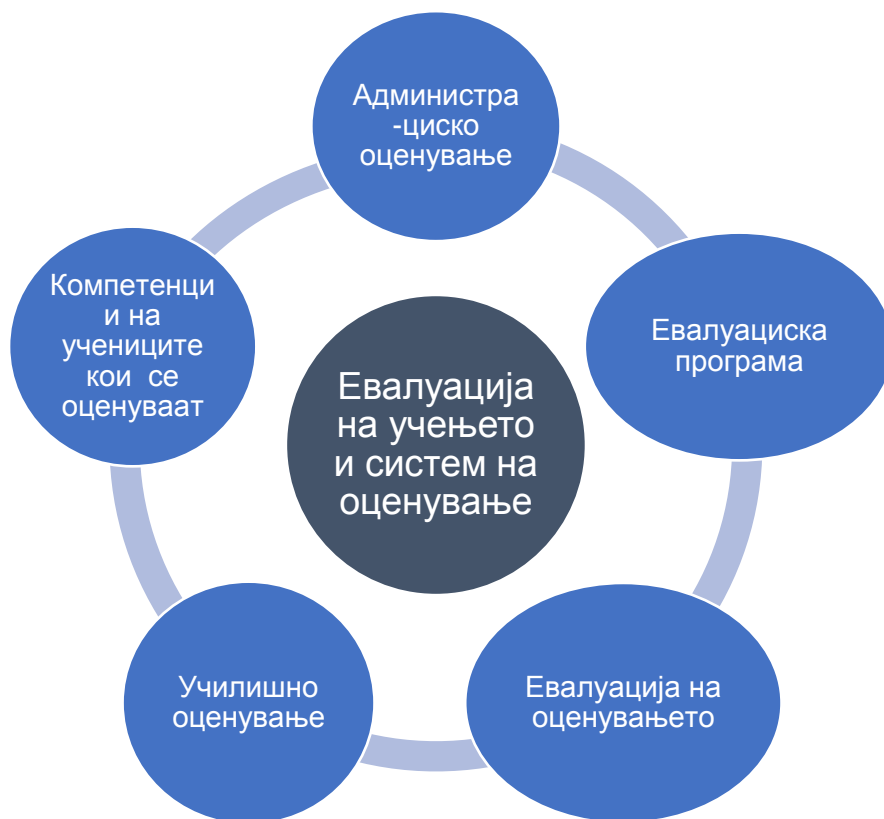 Администра
-циско
оценување
Евалуациска
програма
Евалуација на
оценувањето
Училишно
оценување
Компетенци
и на
учениците
кои се
оценуваат
Евалуација
на учењето
и систем на
оценување